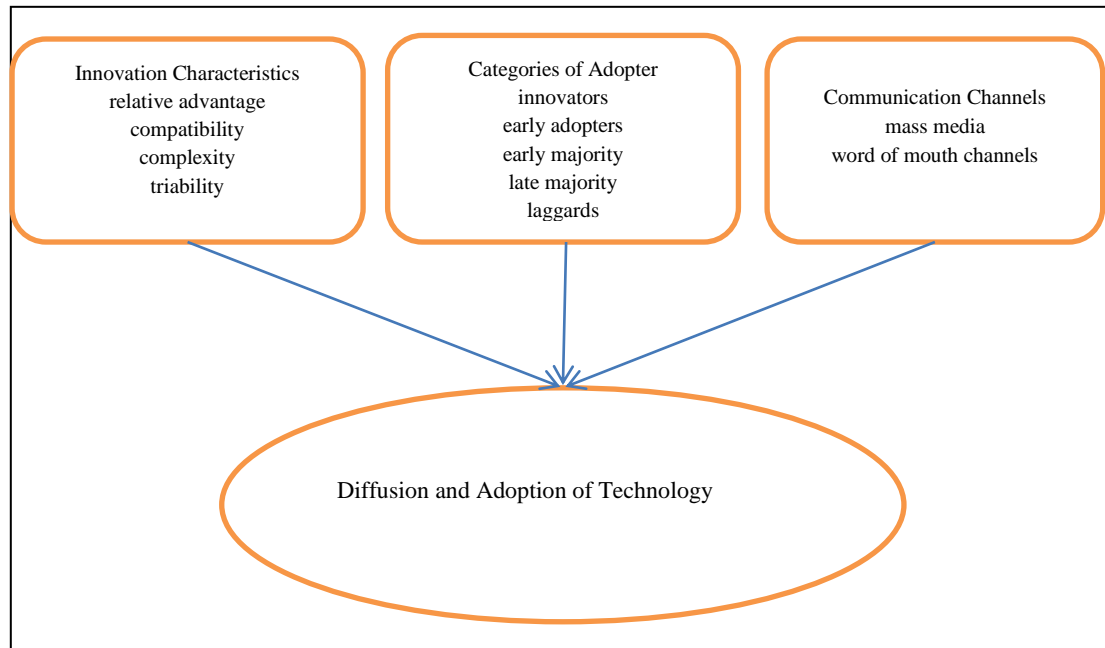 Innovation Characteristics
relative advantage
compatibility
complexity
triability
Categories of Adopter
innovators
early adopters
early majority
late majority
laggards
Communication Channels
mass media
word of mouth channels
Diffusion and Adoption of Technology